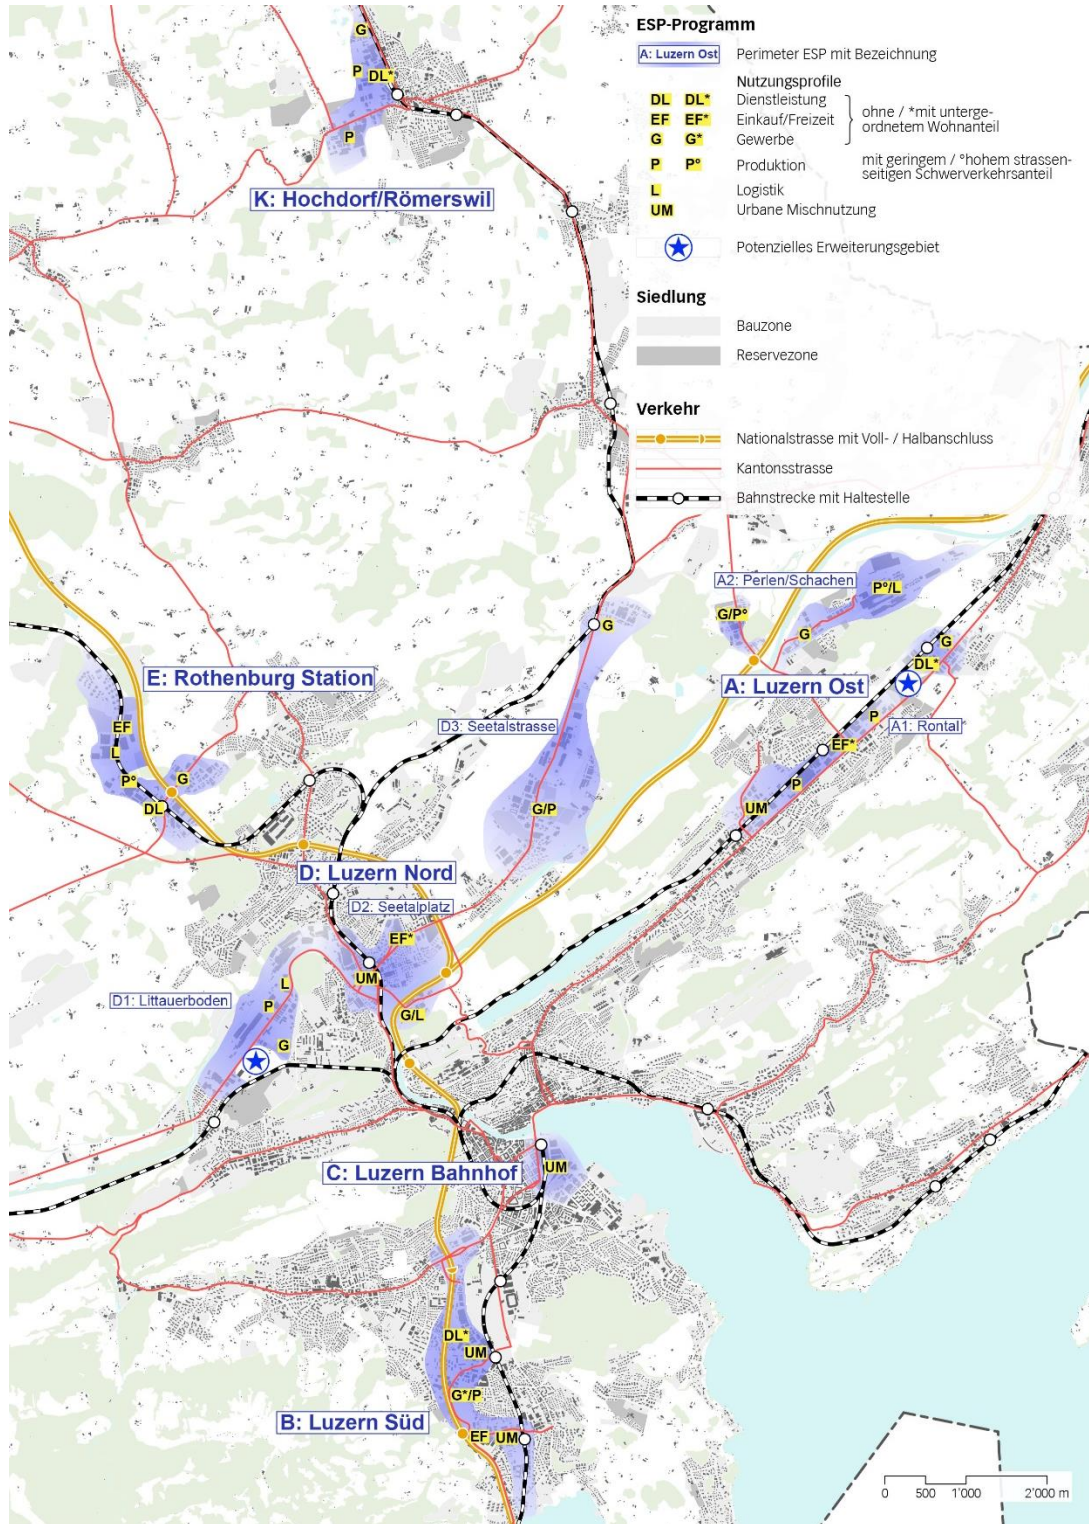 ESP-Programm
A: Luzern Ost Perimeter ESP mit Bezeichnung
Nutzungsprofile
DL DL* Dienstleistung
EF EF* Einkauf/Freizeit
G G* Gewerbe
ohne / *mit unterge-
ordnetem Wohnanteil
P P° Produktion
mit geringem / °hohem strassen-
seitigen Schwerverkehrsanteil
L Logistik
UM Urbane Mischnutzung
Potenzielles Erweiterungsgebiet
Siedlung
Bauzone
Reservezone
Verkehr
Nationalstrasse mit Voll- / Halbanschluss
Kantonsstrasse
Bahnstrecke mit Haltestelle
G
P
DL*
P
K: Hochdorf/Römerswil
A2: Perlen/Schachen
P°/L
G/P°
G
G
G
DL*
E: Rothenburg Station
A: Luzern Ost
D3: Seetalstrasse
P
A1: Rontal
EF
L
EF*
P°
G
P
DL
G/P
UM
D: Luzern Nord
D2: Seetalplatz
EF*
UM
L
D1: Littauerboden
P
G/L
G
C: Luzern Bahnhof
UM
DL*
UM
G*/P
B: Luzern Süd
EF
UM
0 500 1'000 2'000 m